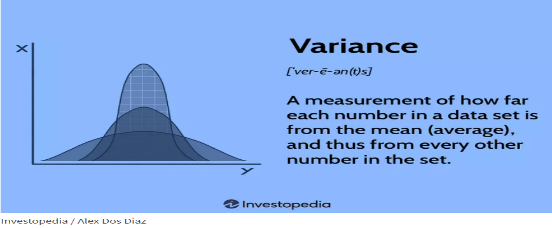 X
Variance
['ver-ē-ən(t)s]
A measurement of how far
each number in a data set is
from the mean (average),
and thus from every other
number in the set.
Y
Investopedia
Investopedia / Alex Dos Diaz